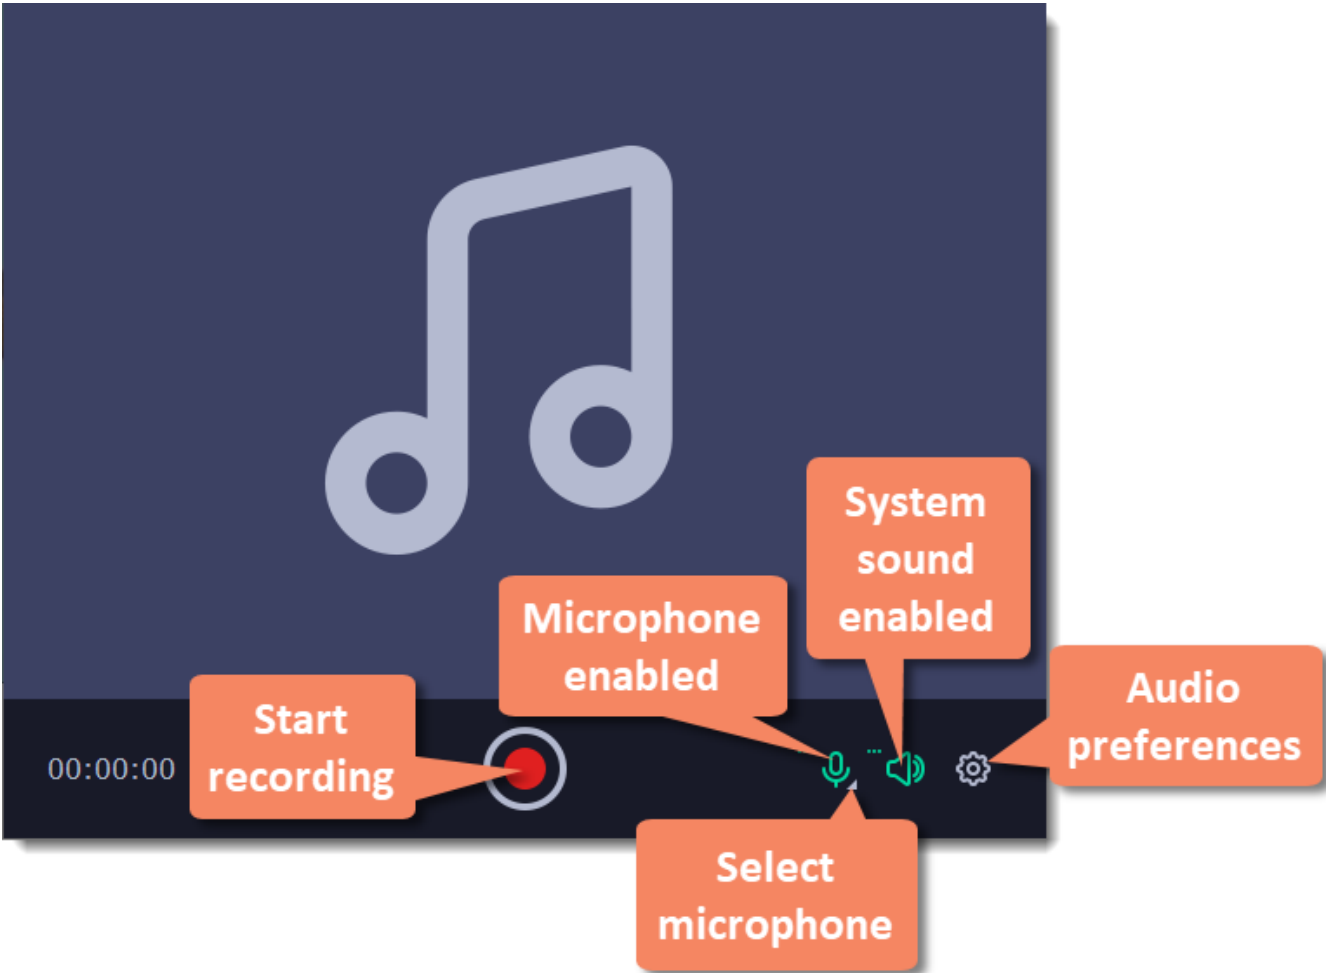 System
sound
enabled
Microphone
enabled
Audio
preferences
Start
recording
00:00:00
Select
microphone